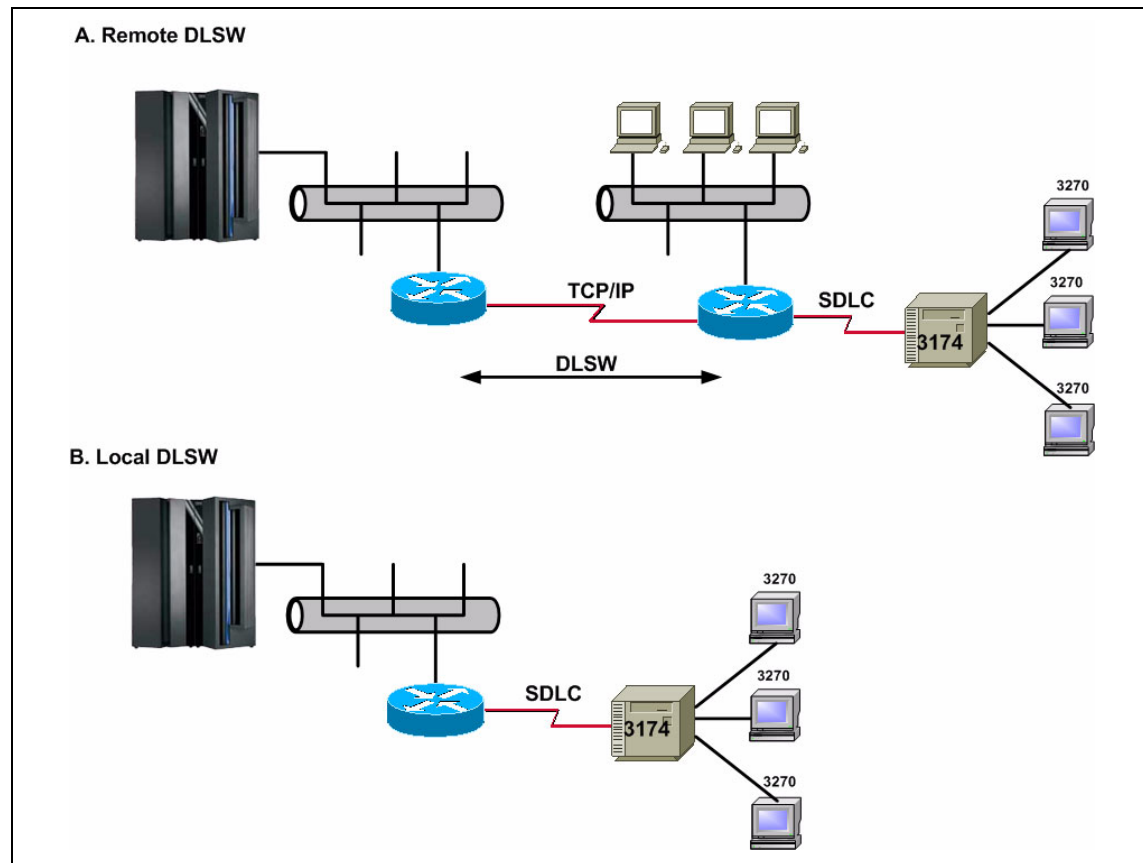 A. Remote DLSW
3270
TCP/IP
SDLC
3270
3174
DLSW
3270
B. Local DLSW
3270
SDLC
3270
3174
3270